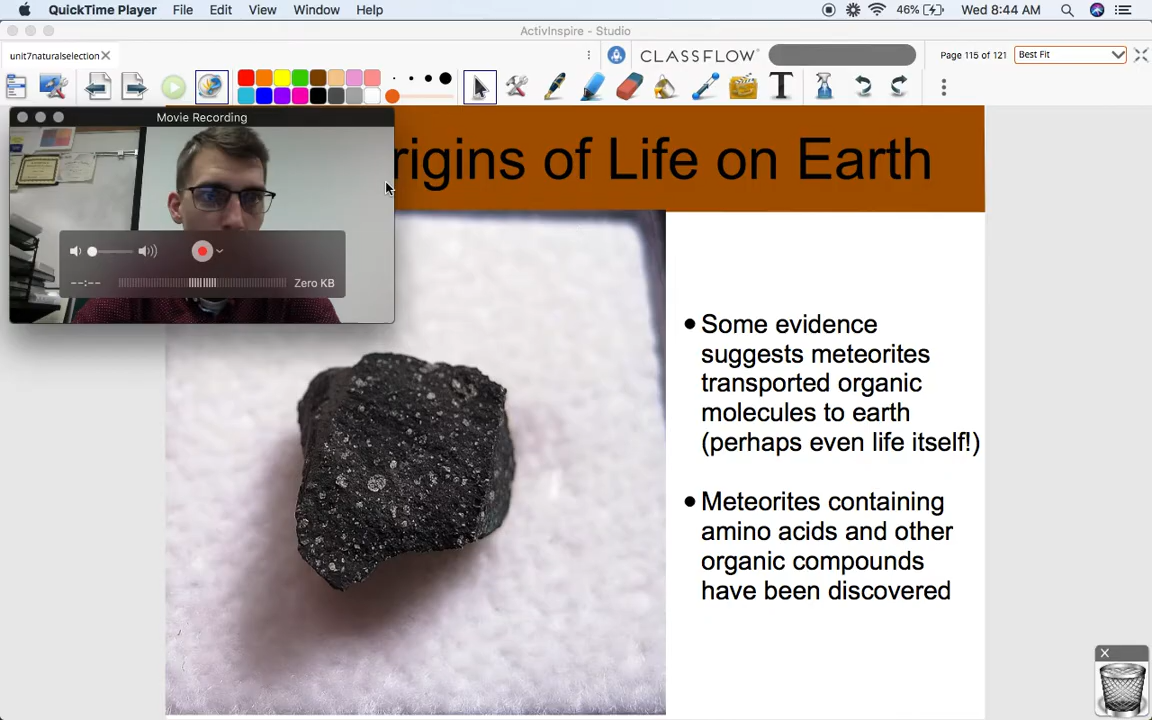 QuickTime Player File Edit View Window Help 46% Wed 8:44 AM
ActivInspire - Studio
unit7naturalselection
CLASSFLOW
Page 115 of 121 Best Fit
Movie Recording
rigins of Life on Earth
--:-- Zero KB
• Some evidence
suggests meteorites
transported organic
molecules to earth
(perhaps even life itself!)
• Meteorites containing
amino acids and other
organic compounds
have been discovered